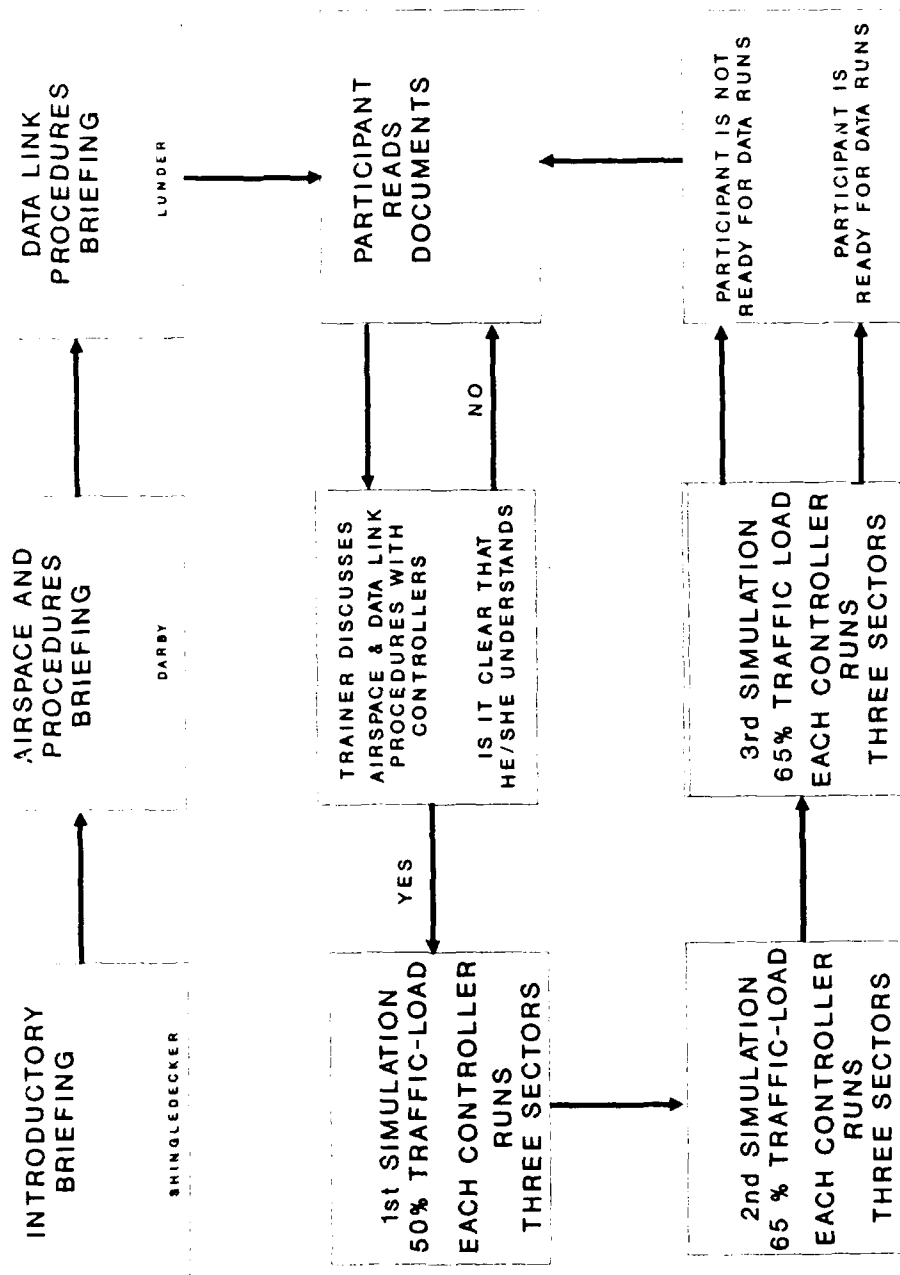 INTRODUCTORY
BRIEFING
SHINGLEDECKER
AIRSPACE AND
PROCEDURES
BRIEFING
DARBY
DATA LINK
PROCEDURES
BRIEFING
LUNDER
PARTICIPANT
READS
DOCUMENTS
TRAINER DISCUSSES
AIRSPACE & DATA LINK
PROCEDURES WITH
CONTROLLERS
IS IT CLEAR THAT
HE/SHE UNDERSTANDS
NO
YES
1st SIMULATION
50% TRAFFIC-LOAD
EACH CONTROLLER
RUNS
THREE SECTORS
2nd SIMULATION
65 % TRAFFIC-LOAD
EACH CONTROLLER
RUNS
THREE SECTORS
3rd SIMULATION
65% TRAFFIC LOAD
EACH CONTROLLER
RUNS
THREE SECTORS
PARTICIPANT IS NOT
READY FOR DATA RUNS
PARTICIPANT IS
READY FOR DATA RUNS